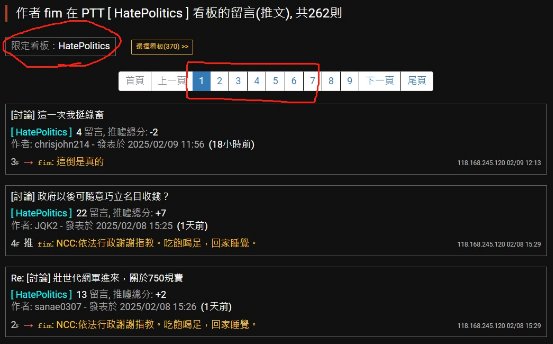 作者 fim 在 PTT [ HatePolitics ] 看板的留言(推文), 共262則
限定看板：HatePolitics
選擇看板(370) >>
首頁 上一頁 1 2 3 4 5 6 7 8 9 下一頁 尾頁
[討論] 這一次我挺綠畜
[ HatePolitics ] 4 留言, 推噓總分: -2
作者: chrisjohn214 - 發表於 2025/02/09 11:56 (18小時前)
3F → fim: 這倒是真的 118.168.245.120 02/09 12:13
[討論] 政府以後可隨意巧立名目收錢？
[ HatePolitics ] 22 留言, 推噓總分: +7
作者: JQK2 - 發表於 2025/02/08 15:25 (1天前)
4F 推 fim: NCC:依法行政謝謝指教。吃飽喝足，回家睡覺。 118.168.245.120 02/08 15:29
Re: [討論] 壯世代網軍進來，關於750規費
[ HatePolitics ] 13 留言, 推噓總分: +2
作者: sanae0307 - 發表於 2025/02/08 15:26 (1天前)
2F → fim: NCC:依法行政謝謝指教。吃飽喝足，回家睡覺。 118.168.245.120 02/08 15:29